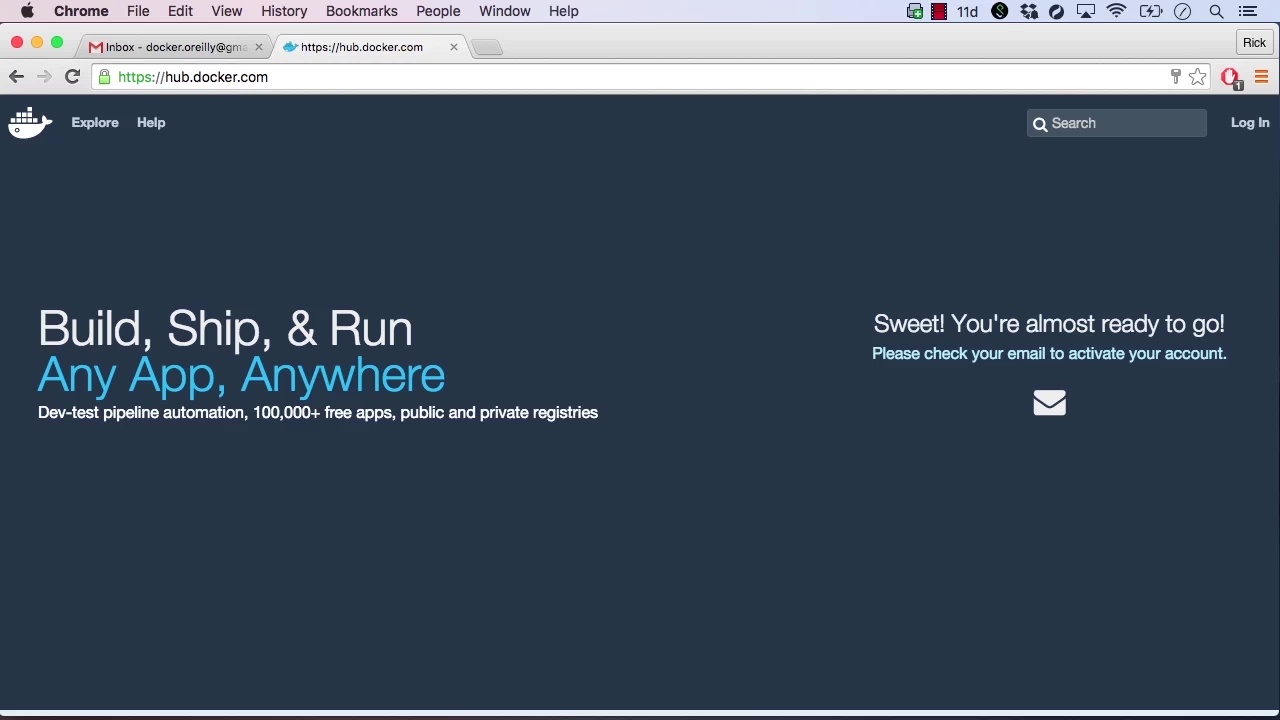 Chrome File Edit View History Bookmarks People Window Help 11d
Inbox - docker.oreilly@gma
https://hub.docker.com
Rick
https://hub.docker.com
1
Explore Help Search Log In
Build, Ship, & Run
Any App, Anywhere
Dev-test pipeline automation, 100,000+ free apps, public and private registries
Sweet! You're almost ready to go!
Please check your email to activate your account.